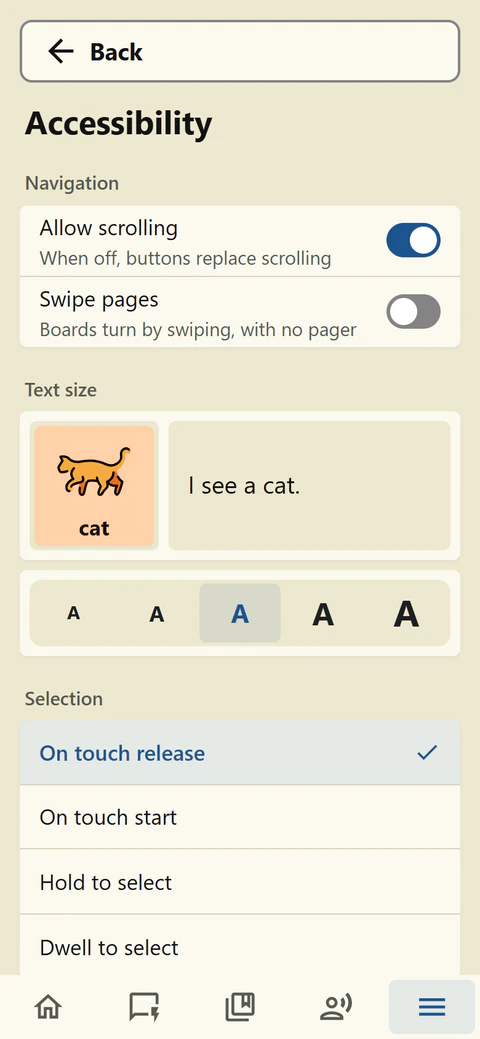 Back
Accessibility
Navigation
Allow scrolling
When off, buttons replace scrolling
Swipe pages
Boards turn by swiping, with no pager
Text size
cat
I see a cat.
A A A A A
Selection
On touch release
On touch start
Hold to select
Dwell to select